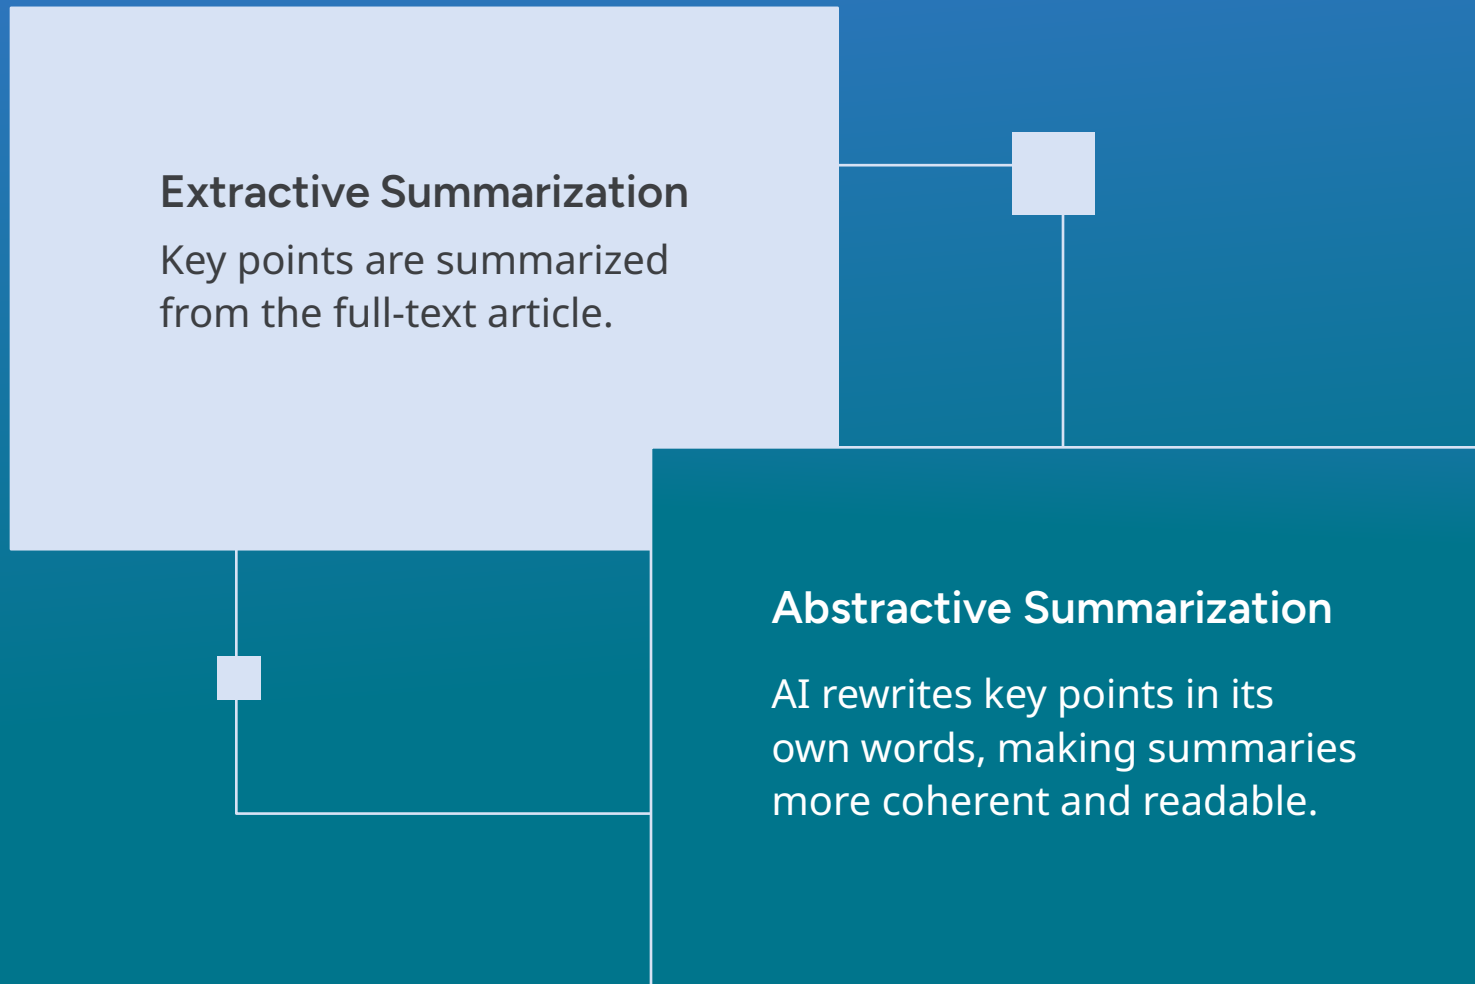 Extractive Summarization
Key points are summarized
from the full-text article.
Abstractive Summarization
AI rewrites key points in its
own words, making summaries
more coherent and readable.